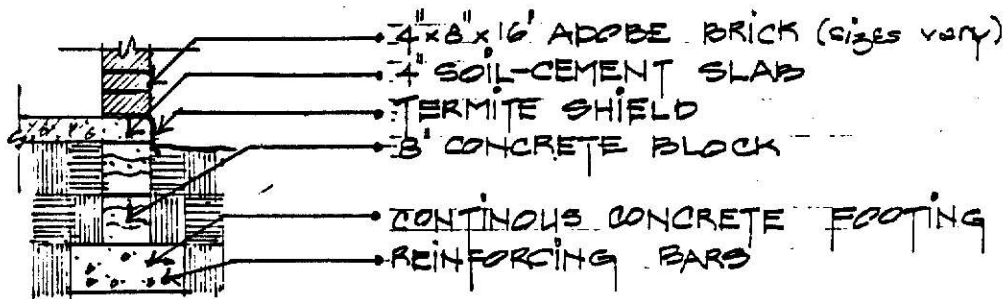 4"x8"x16" ADOBE BRICK (sizes vary)
4" SOIL-CEMENT SLAB
TERMITE SHIELD
8" CONCRETE BLOCK
CONTINOUS CONCRETE FOOTING
REINFORCING BARS